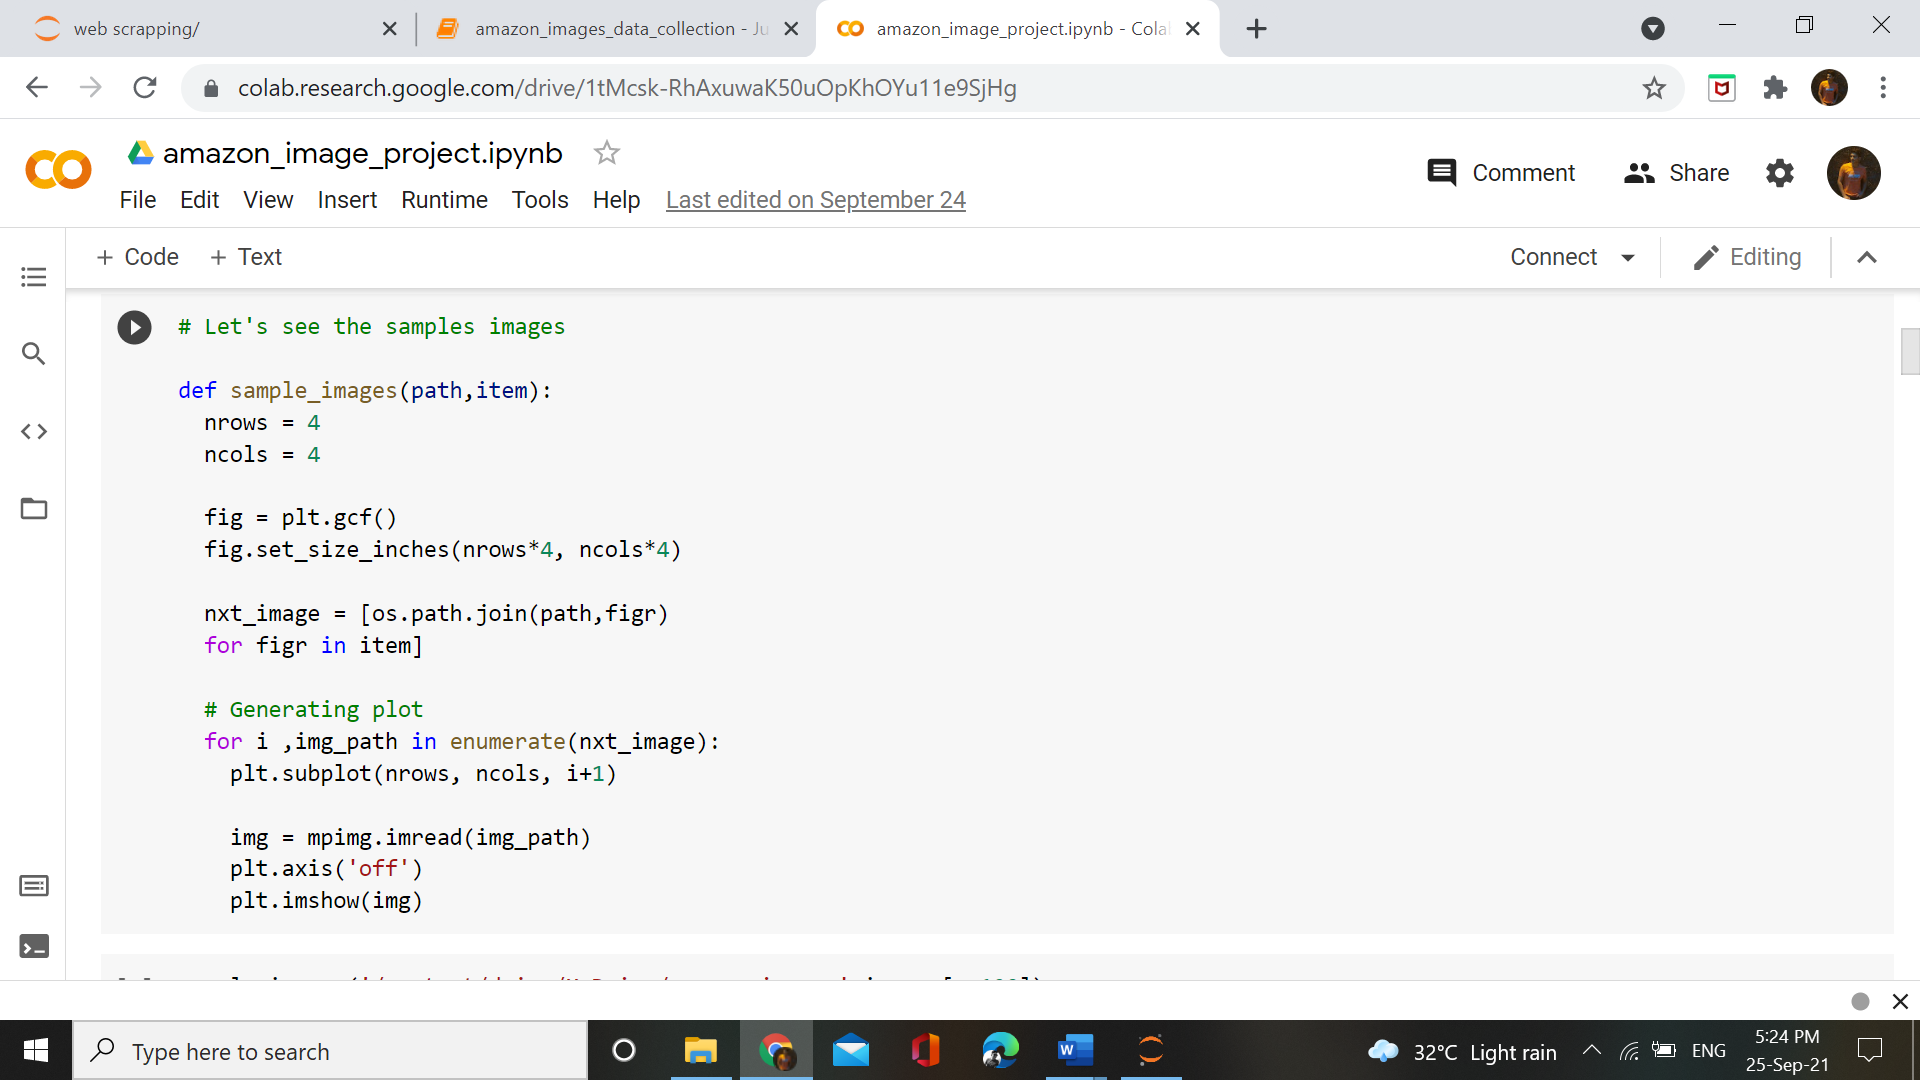 web scrapping/
amazon_images_data_collection - Ju
amazon_image_project.ipynb - Cola
colab.research.google.com/drive/1tMcsk-RhAxuwaK50uOpKhOYu11e9SjHg
amazon_image_project.ipynb
File Edit View Insert Runtime Tools Help Last edited on September 24
Comment Share
+ Code + Text
Connect Editing
# Let's see the samples images
def sample_images(path,item):
  nrows = 4
  ncols = 4
  fig = plt.gcf()
  fig.set_size_inches(nrows*4, ncols*4)
  nxt_image = [os.path.join(path,figr)
  for figr in item]
  # Generating plot
  for i ,img_path in enumerate(nxt_image):
    plt.subplot(nrows, ncols, i+1)
    img = mpimg.imread(img_path)
    plt.axis('off')
    plt.imshow(img)
Type here to search
W
32°C Light rain
ENG
5:24 PM
25-Sep-21